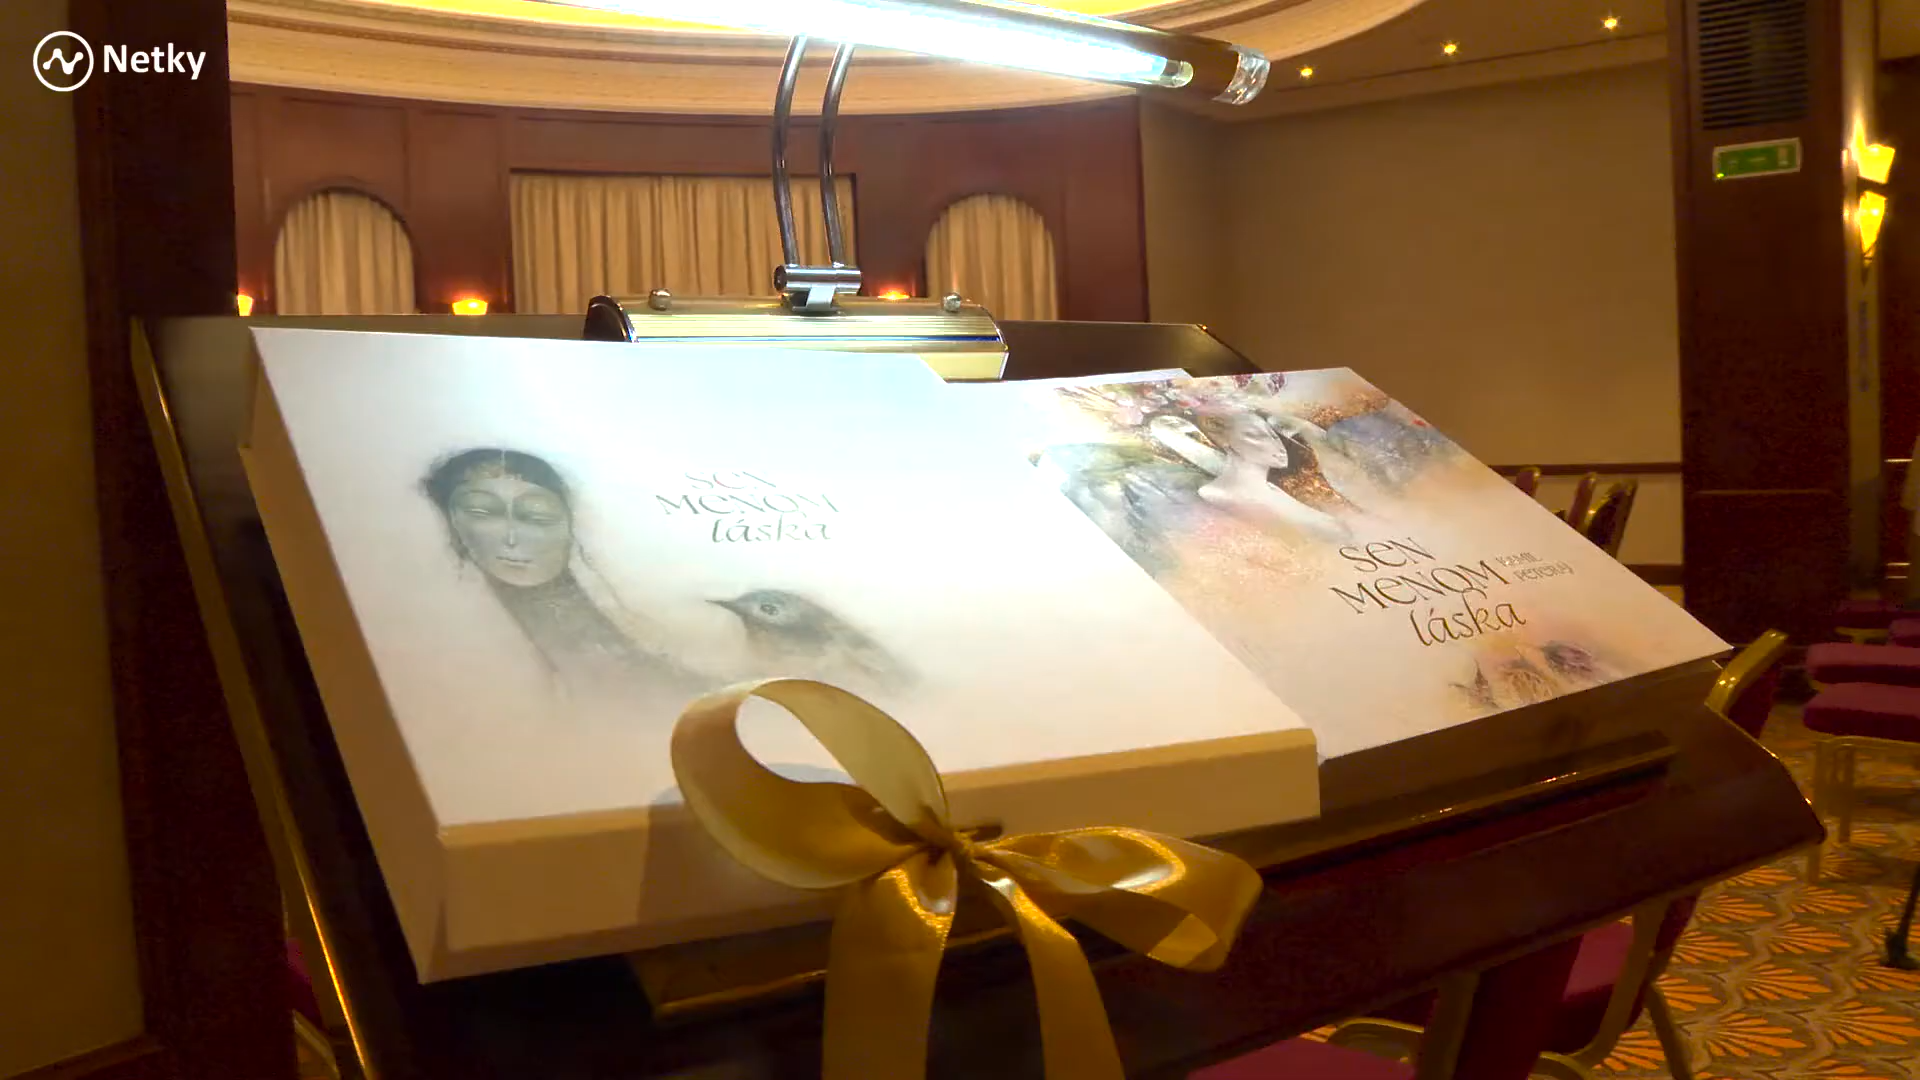 Netky
SEN
MENOM
láska
SEN
MENOM
láska
KAMIL
PETERAJ